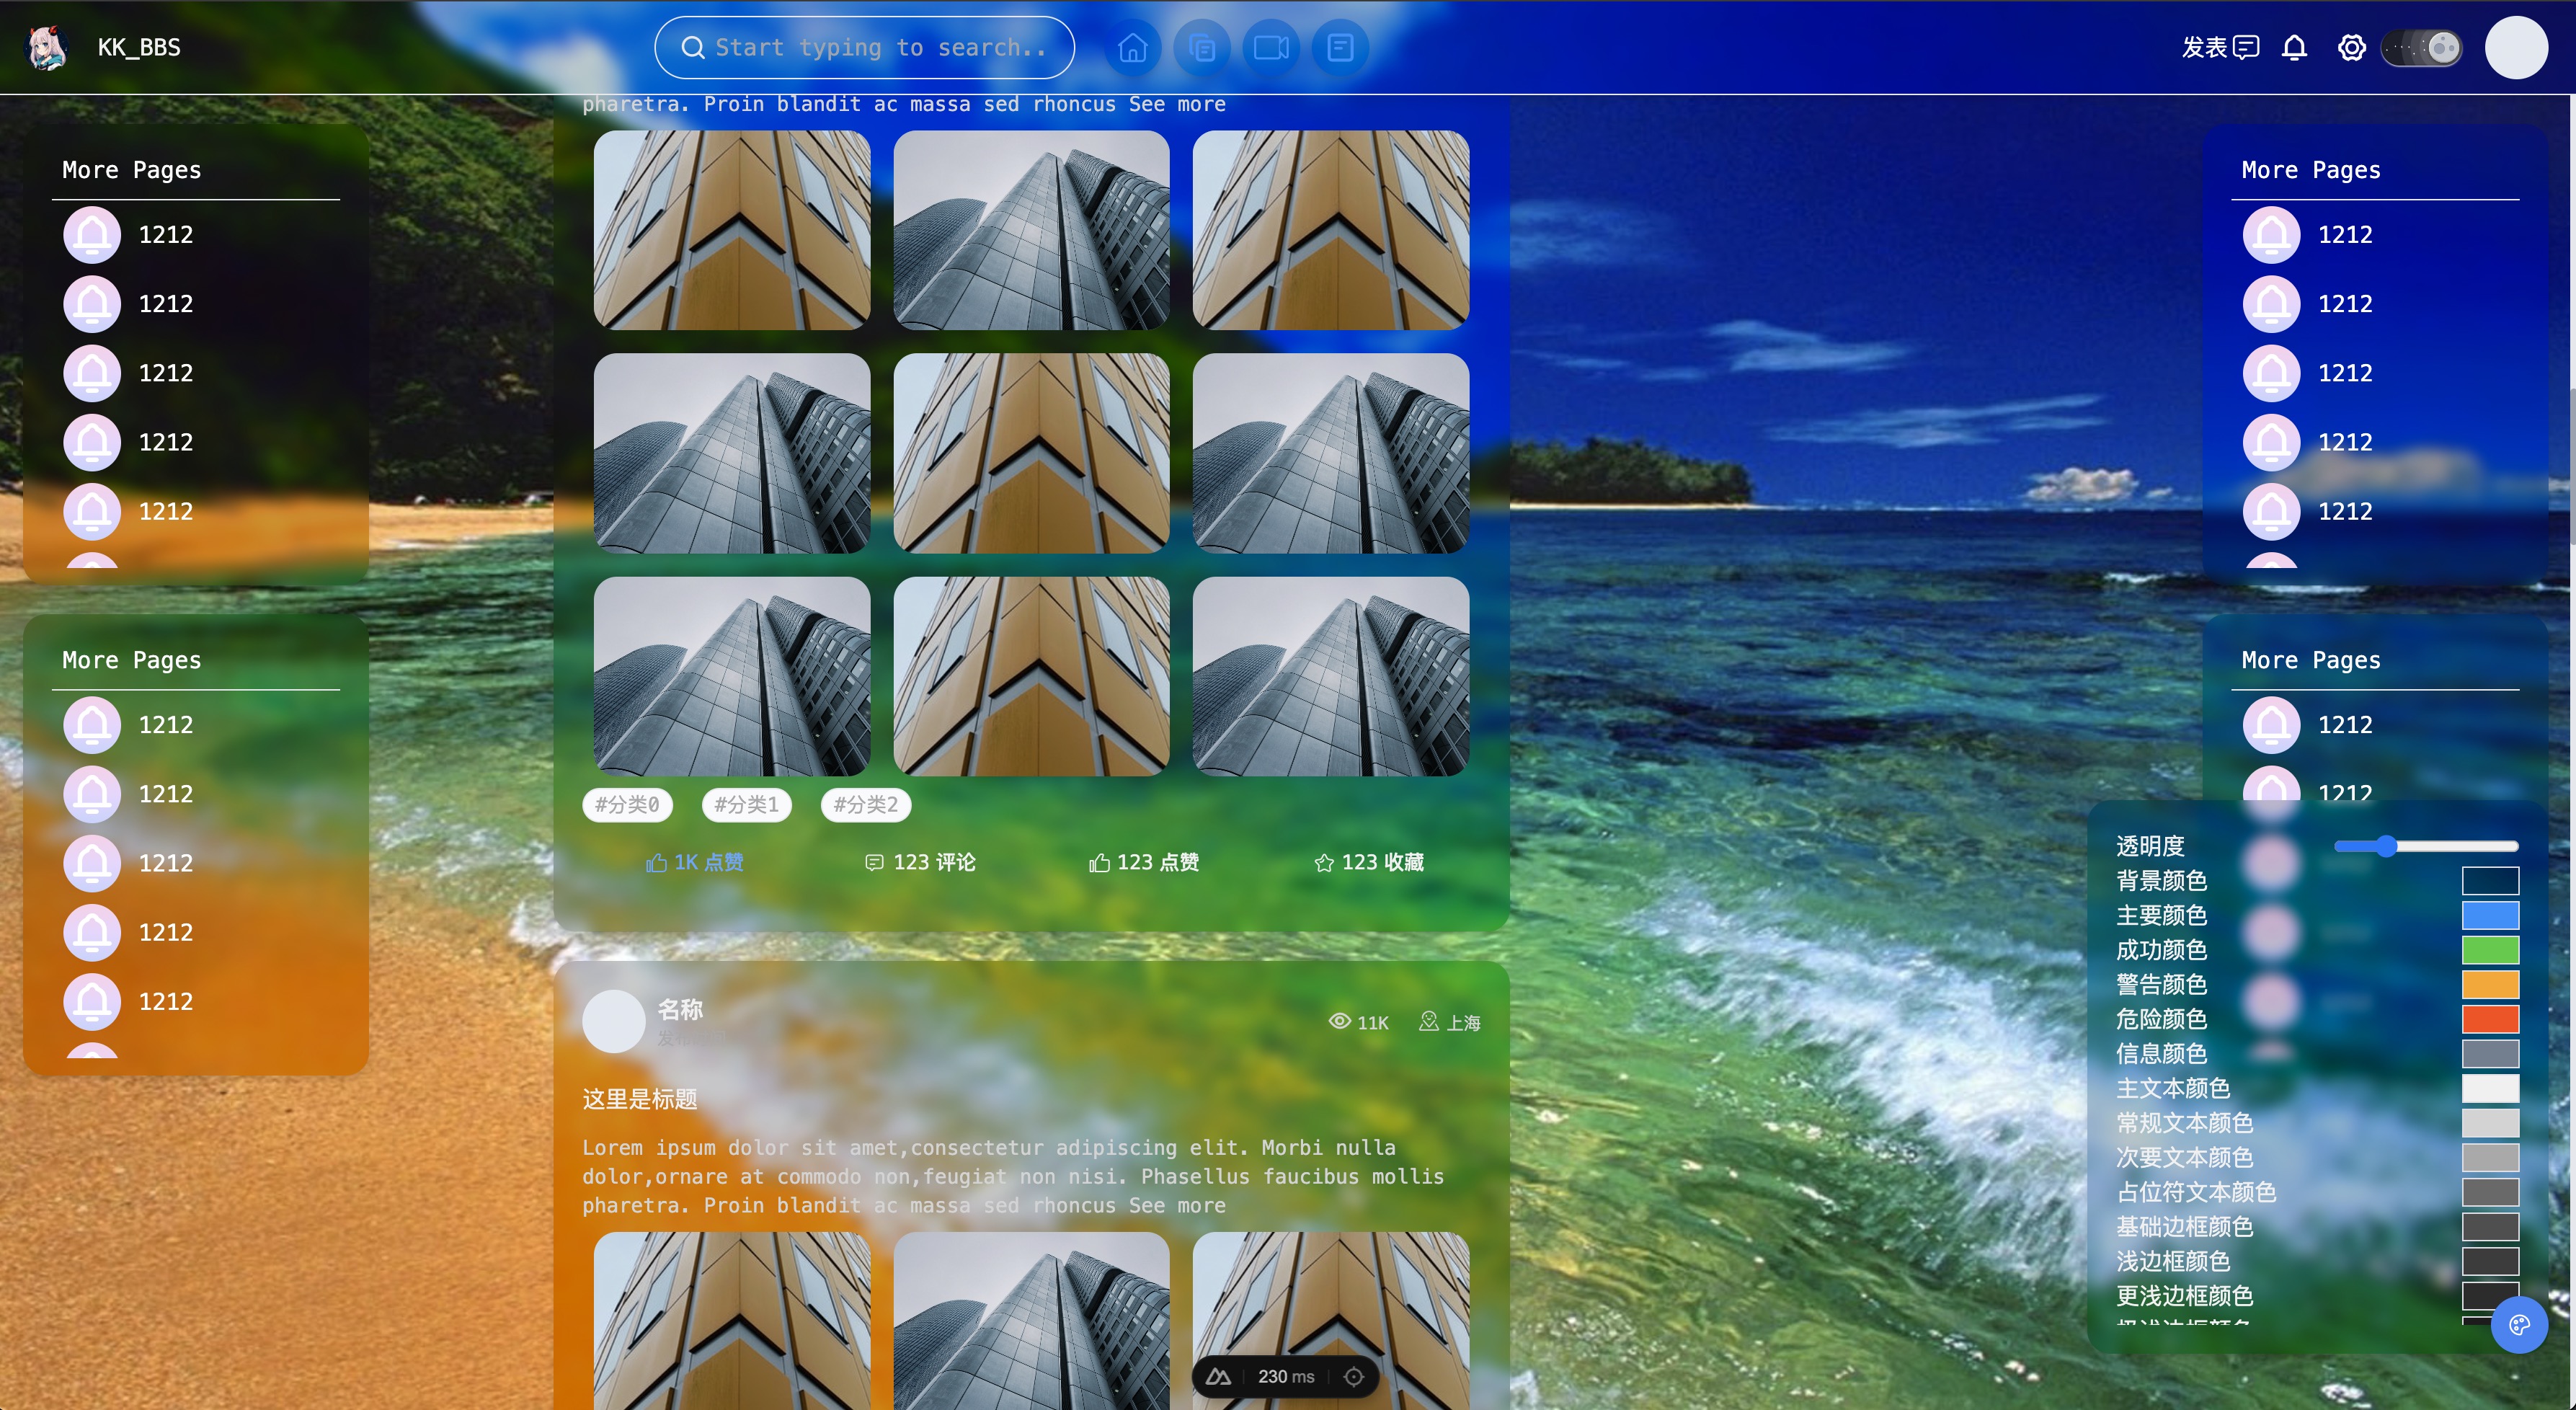 KK_BBS
Start typing to search..
发表
More Pages
1212
1212
1212
1212
1212
More Pages
1212
1212
1212
1212
1212
pharetra. Proin blandit ac massa sed rhoncus See more
#分类0 #分类1 #分类2
1K 点赞 123 评论 123 点赞 123 收藏
名称
11K 上海
这里是标题
Lorem ipsum dolor sit amet,consectetur adipiscing elit. Morbi nulla
dolor,ornare at commodo non,feugiat non nisi. Phasellus faucibus mollis
pharetra. Proin blandit ac massa sed rhoncus See more
230 ms
More Pages
1212
1212
1212
1212
1212
More Pages
1212
1212
透明度
背景颜色
主要颜色
成功颜色
警告颜色
危险颜色
信息颜色
主文本颜色
常规文本颜色
次要文本颜色
占位符文本颜色
基础边框颜色
浅边框颜色
更浅边框颜色